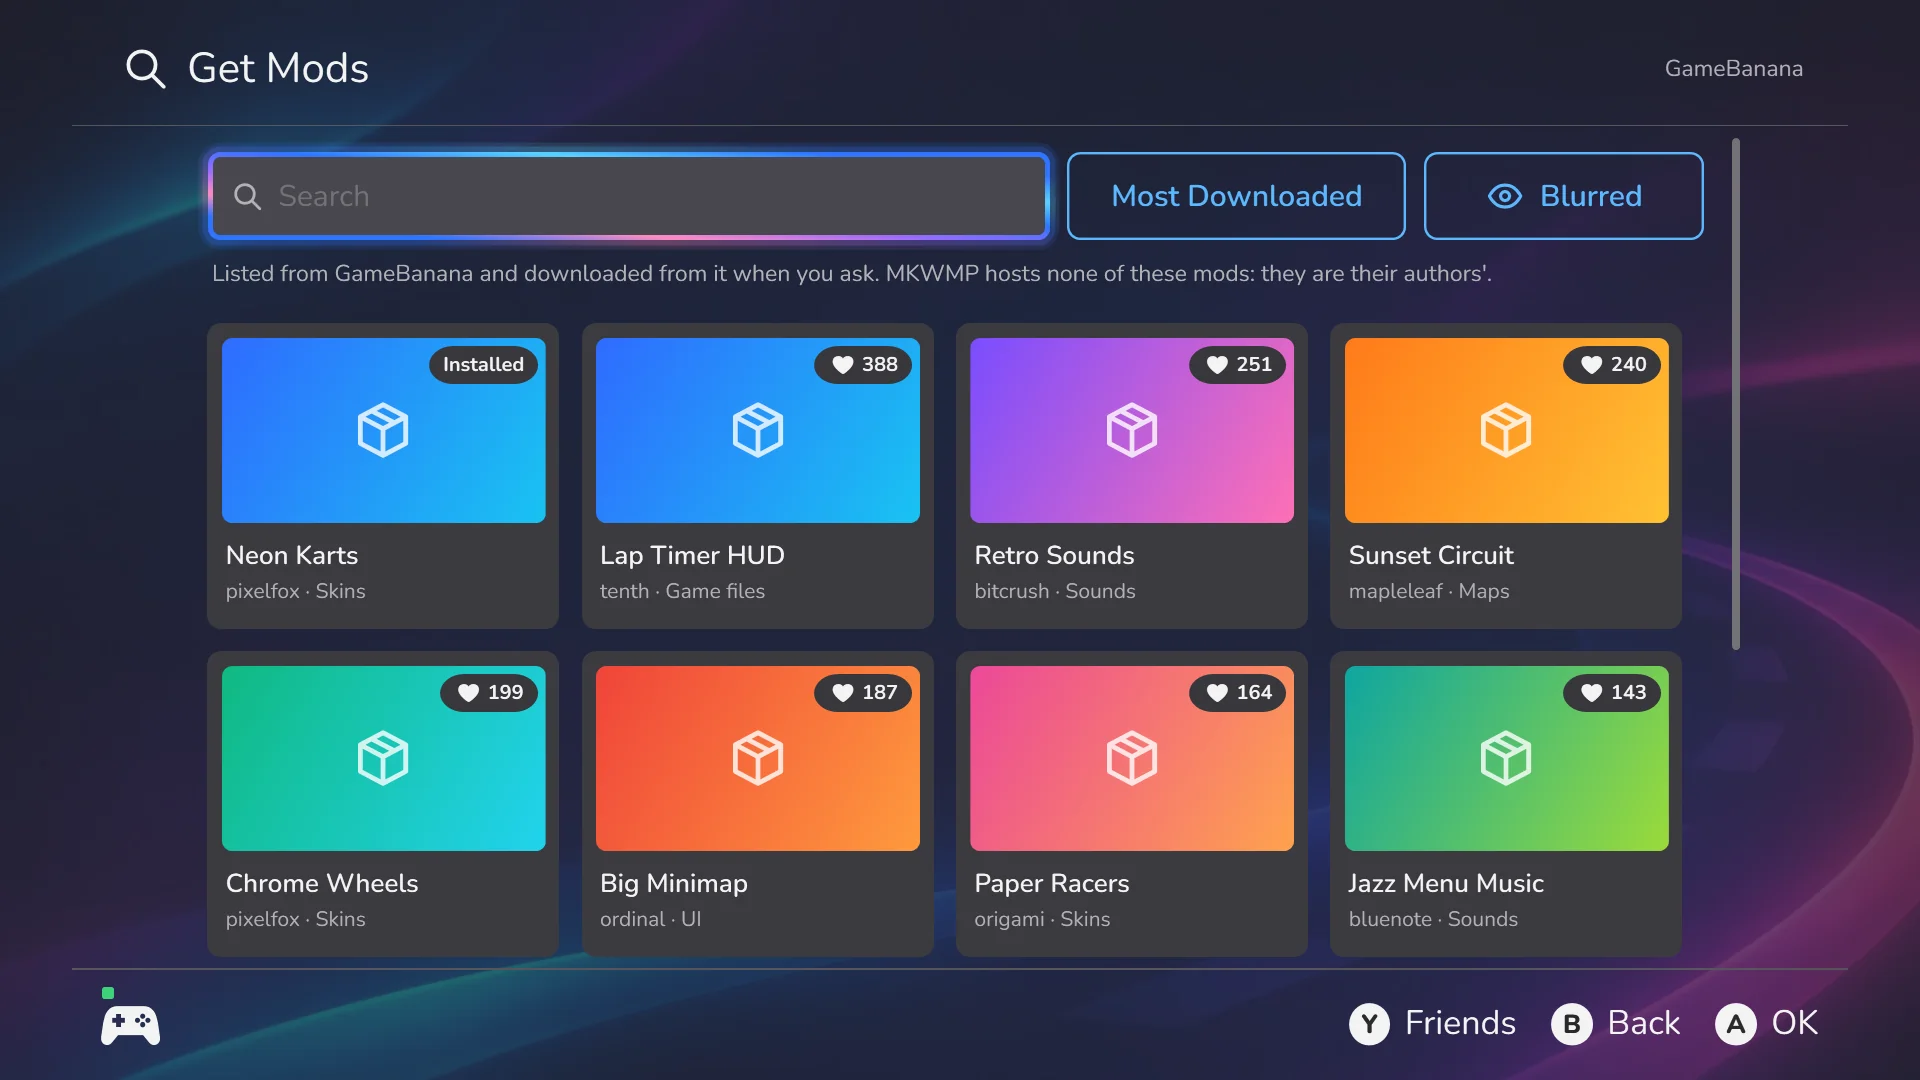 Get Mods
GameBanana
Search
Most Downloaded
Blurred
Listed from GameBanana and downloaded from it when you ask. MKWMP hosts none of these mods: they are their authors'.
Installed
388
251
240
Neon Karts
Lap Timer HUD
Retro Sounds
Sunset Circuit
pixelfox · Skins
tenth · Game files
bitcrush · Sounds
mapleleaf · Maps
199
187
164
143
Chrome Wheels
Big Minimap
Paper Racers
Jazz Menu Music
pixelfox · Skins
ordinal · UI
origami · Skins
bluenote · Sounds
Y Friends
B Back
A OK